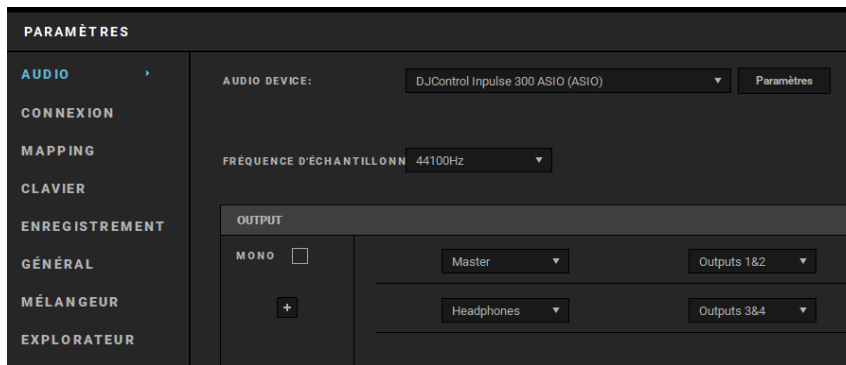 PARAMÈTRES
AUDIO
AUDIO DEVICE:
DJControl Inpulse 300 ASIO (ASIO)
Paramètres
CONNEXION
MAPPING
FRÉQUENCE D'ÉCHANTILLONN
44100Hz
CLAVIER
ENREGISTREMENT
OUTPUT
GÉNÉRAL
MONO
Master
Outputs 1&2
MÉLANGEUR
+
Headphones
Outputs 3&4
EXPLORATEUR